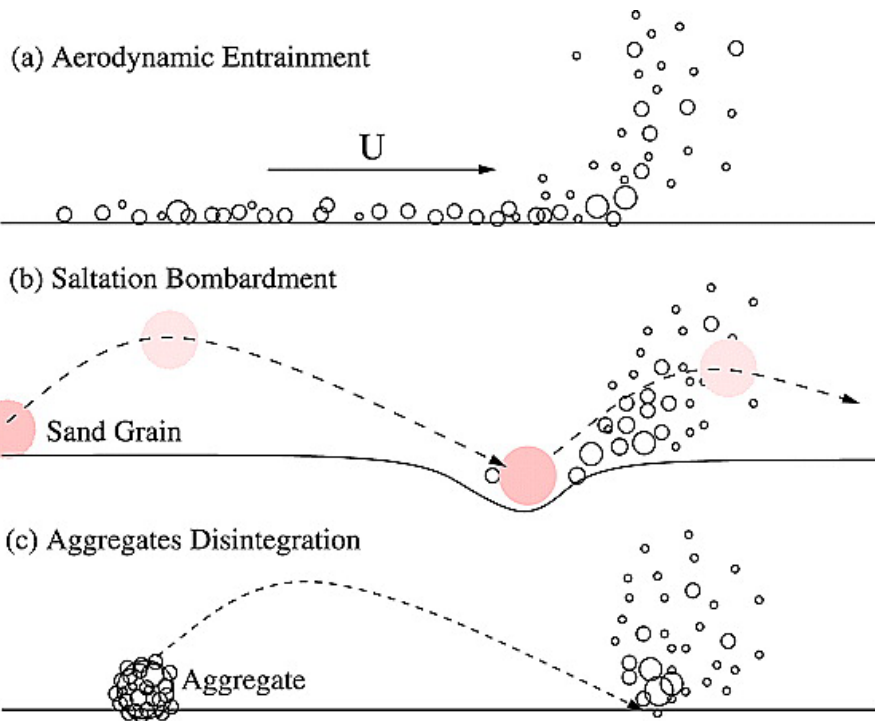 (a) Aerodynamic Entrainment
U
(b) Saltation Bombardment
Sand Grain
(c) Aggregates Disintegration
Aggregate